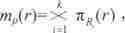 m_ρ(r) = ⨉_{i=1}^{k} π_{R_i}(r) ,